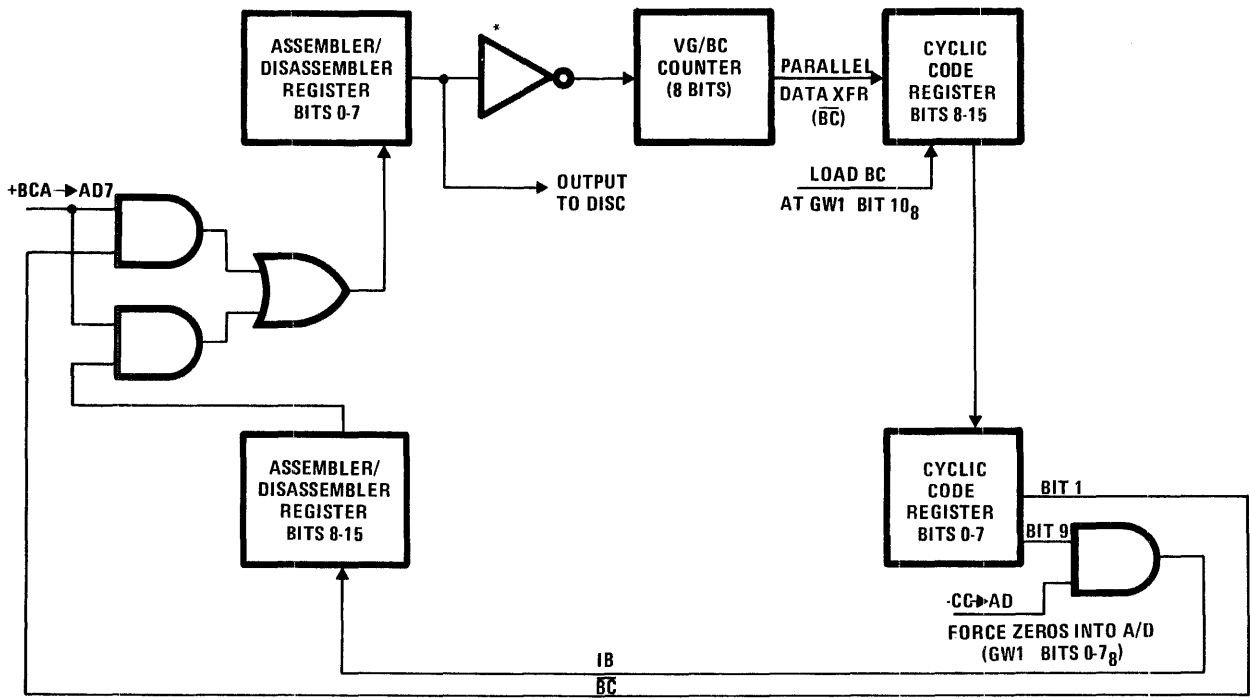 ASSEMBLER/
DISASSEMBLER
REGISTER
BITS 0-7
*
VG/BC
COUNTER
(8 BITS)
PARALLEL
DATA XFR
(B̅C̅)
CYCLIC
CODE
REGISTER
BITS 8-15
LOAD BC
AT GW1 BIT 10₈
OUTPUT
TO DISC
+BCA→AD7
ASSEMBLER/
DISASSEMBLER
REGISTER
BITS 8-15
CYCLIC
CODE
REGISTER
BITS 0-7
BIT 1
BIT 9
-CC→AD
FORCE ZEROS INTO A/D
(GW1 BITS 0-7₈)
IB
B̅C̅